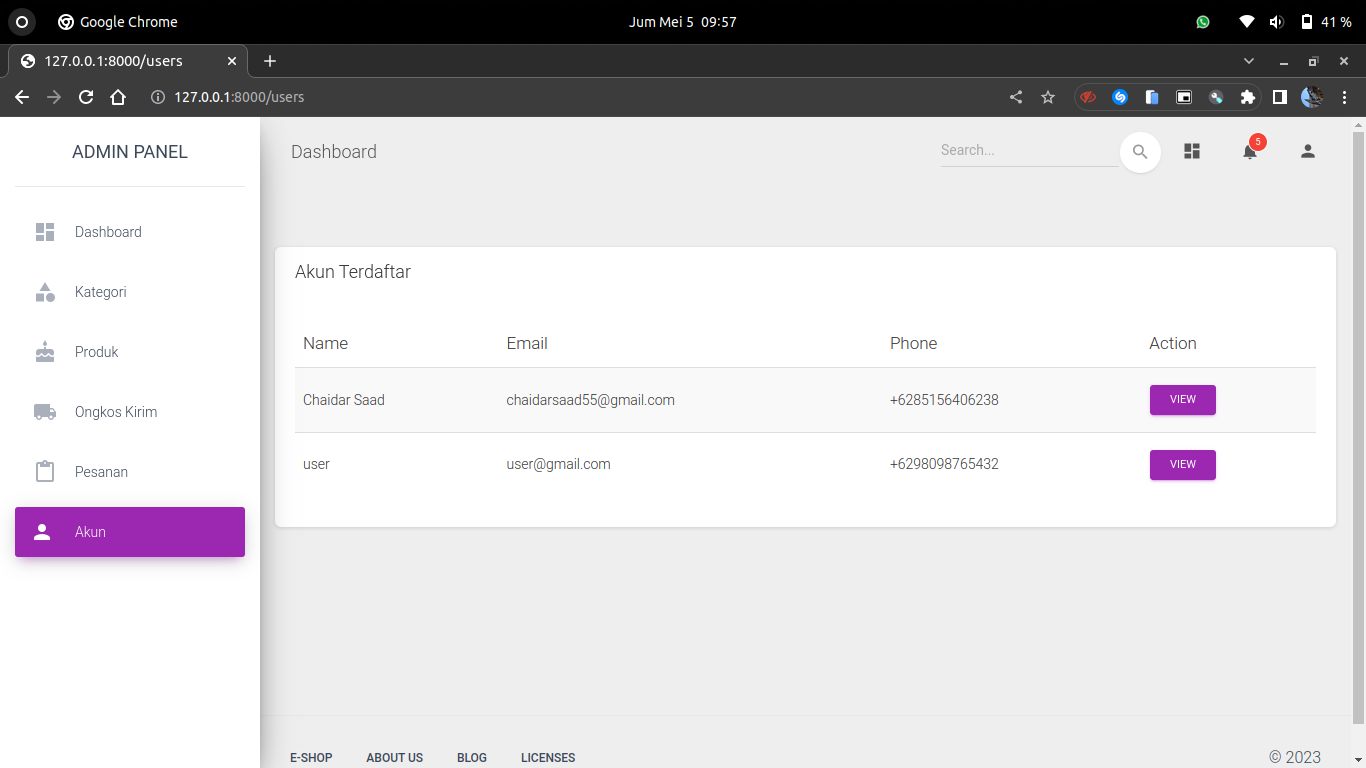 Google Chrome Jum Mei 5 09:57 41 %
127.0.0.1:8000/users
127.0.0.1:8000/users
ADMIN PANEL
Dashboard
Kategori
Produk
Ongkos Kirim
Pesanan
Akun
Dashboard Search... 5
Akun Terdaftar
Name Email Phone Action
Chaidar Saad chaidarsaad55@gmail.com +6285156406238 VIEW
user user@gmail.com +6298098765432 VIEW
E-SHOP ABOUT US BLOG LICENSES © 2023